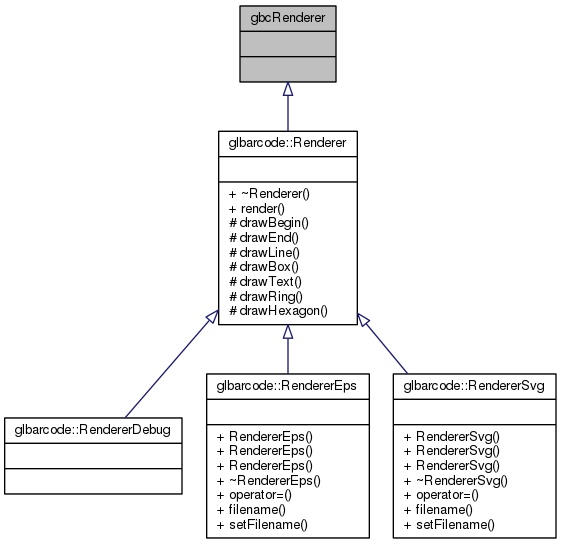 gbcRenderer
glbarcode::Renderer
+ ~Renderer()
+ render()
# drawBegin()
# drawEnd()
# drawLine()
# drawBox()
# drawText()
# drawRing()
# drawHexagon()
glbarcode::RendererDebug
glbarcode::RendererEps
+ RendererEps()
+ RendererEps()
+ RendererEps()
+ ~RendererEps()
+ operator=()
+ filename()
+ setFilename()
glbarcode::RendererSvg
+ RendererSvg()
+ RendererSvg()
+ RendererSvg()
+ ~RendererSvg()
+ operator=()
+ filename()
+ setFilename()